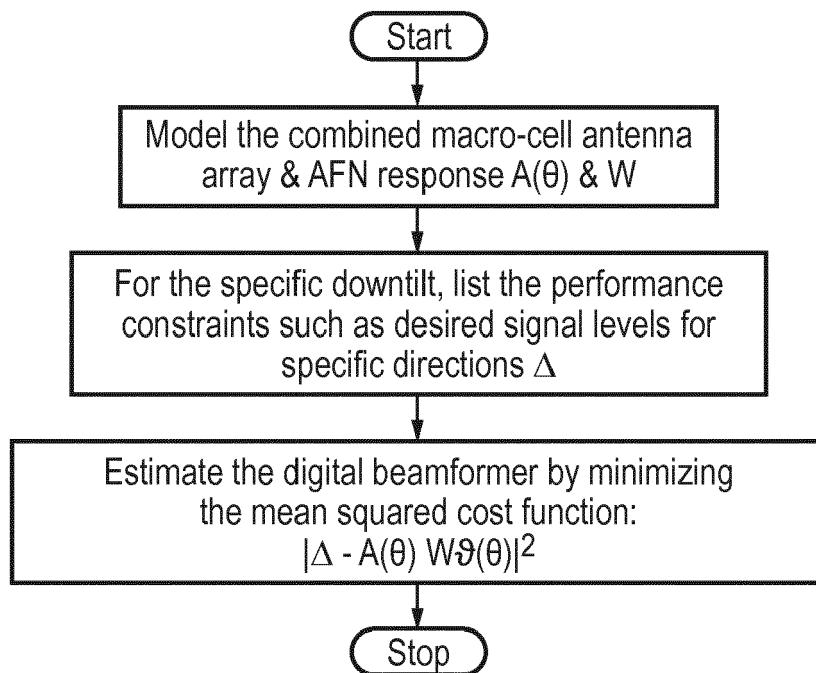 Start
Model the combined macro-cell antenna
array & AFN response A(θ) & W
For the specific downtilt, list the performance
constraints such as desired signal levels for
specific directions Δ
Estimate the digital beamformer by minimizing
the mean squared cost function:
|Δ - A(θ) Wϑ(θ)|²
Stop